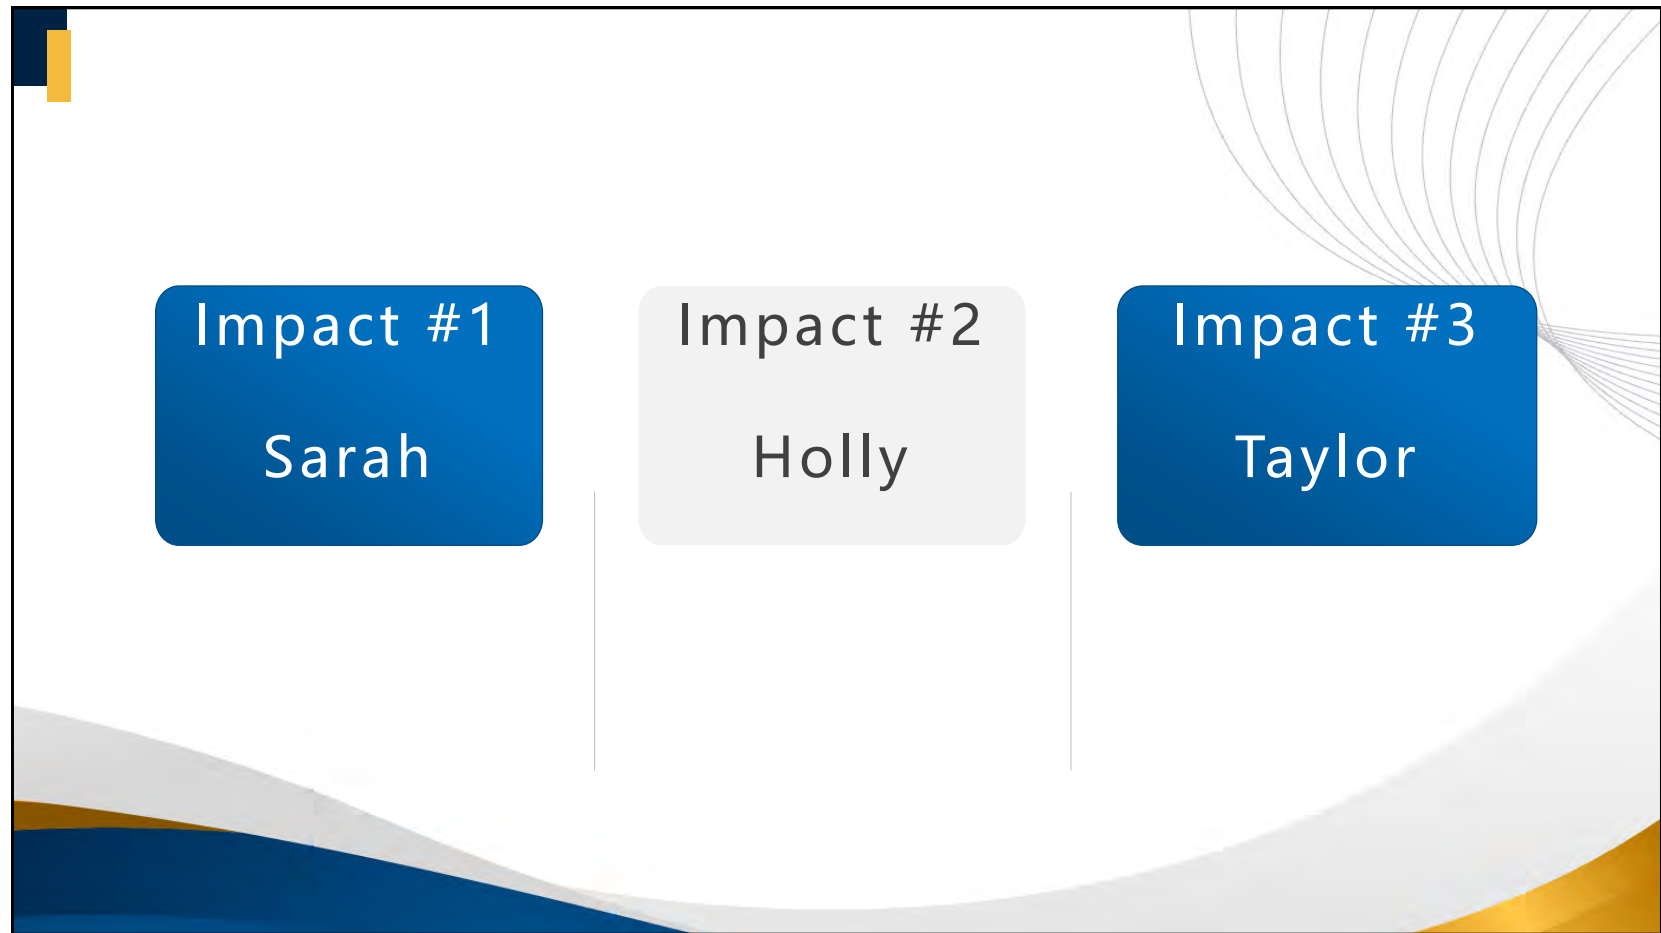 Impact #1
Sarah
Impact #2
Holly
Impact #3
Taylor